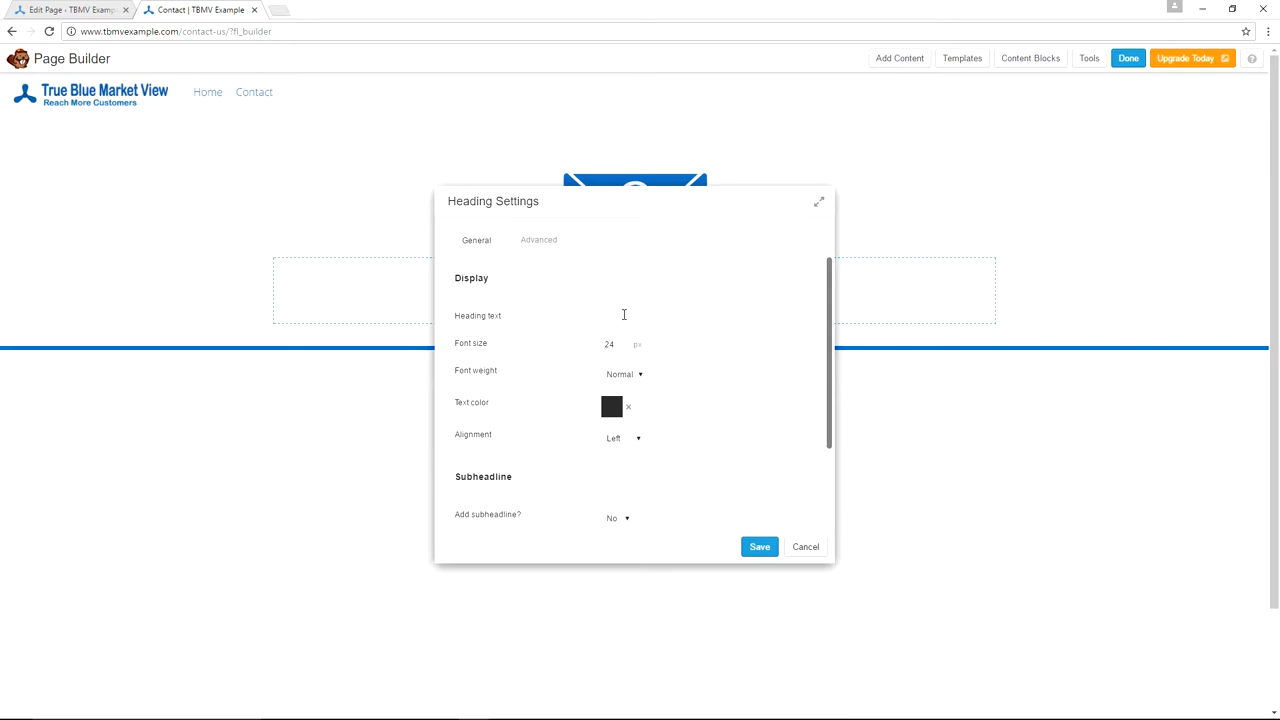 Edit Page ‹ TBMV Examp
Contact | TBMV Example
www.tbmvexample.com/contact-us/?fl_builder
Page Builder
Add Content
Templates
Content Blocks
Tools
Done
Upgrade Today
?
True Blue Market View
Reach More Customers
Home
Contact
Heading Settings
General
Advanced
Display
Heading text
Font size
24 px
Font weight
Normal
Text color
Alignment
Left
Subheadline
Add subheadline?
No
Save
Cancel